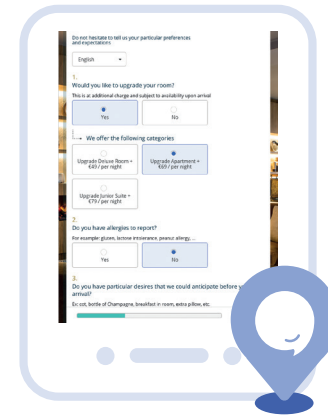 Do not hesitate to tell us your particular preferences
and expectations
English
1.
Would you like to upgrade your room?
This is at additional charge and subject to availability upon arrival
Yes
No
We offer the following categories
Upgrade Deluxe Room +
€49 / per night
Upgrade Apartment +
€69 / per night
Upgrade Junior Suite +
€79 / per night
2.
Do you have allergies to report?
For example: gluten, lactose intolerance, peanut allergy, ...
Yes
No
3.
Do you have particular desires that we could anticipate before
arrival?
Ex: cot, bottle of Champagne, breakfast in room, extra pillow, etc.